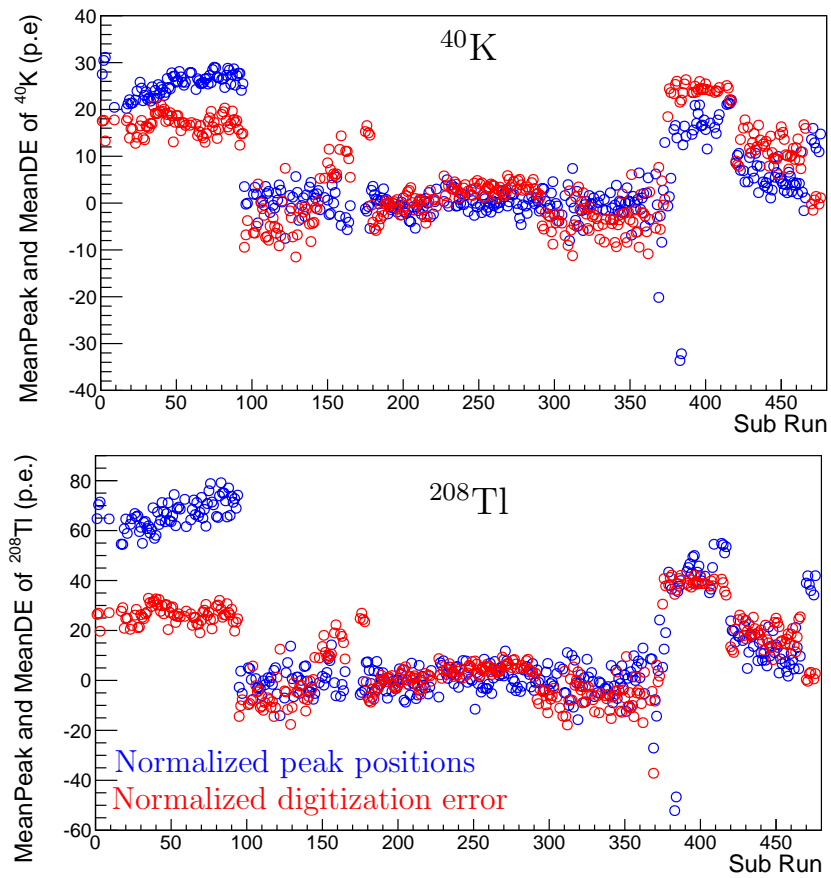 MeanPeak and MeanDE of ⁴⁰K (p.e)
⁴⁰K
40
30
20
10
0
-10
-20
-30
-40
0 50 100 150 200 250 300 350 400 450
Sub Run
MeanPeak and MeanDE of ²⁰⁸Tl (p.e.)
²⁰⁸Tl
80
60
40
20
0
-20
-40
-60
Normalized peak positions
Normalized digitization error
0 50 100 150 200 250 300 350 400 450
Sub Run